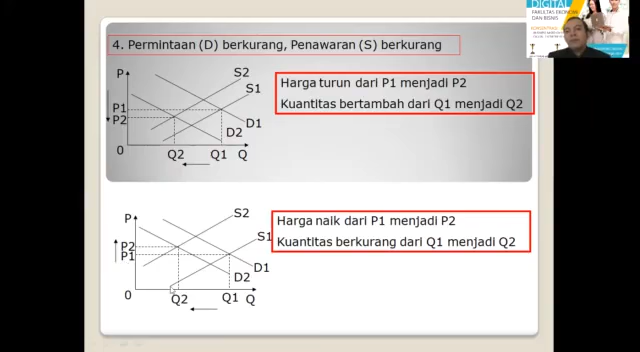 DIGITAL
FAKULTAS EKONOMI
DAN BISNIS
4. Permintaan (D) berkurang, Penawaran (S) berkurang
P
S2
S1
P1
P2
D1
D2
0
Q2
Q1
Q
Harga turun dari P1 menjadi P2
Kuantitas bertambah dari Q1 menjadi Q2
P
S2
S1
P2
P1
D1
D2
0
Q2
Q1
Q
Harga naik dari P1 menjadi P2
Kuantitas berkurang dari Q1 menjadi Q2